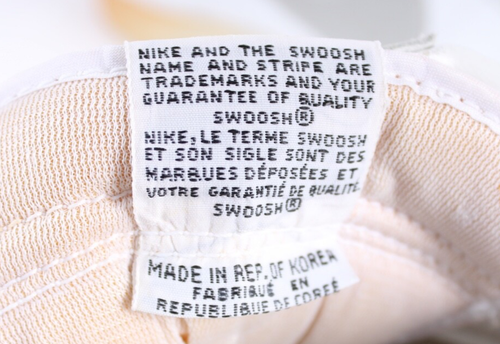 NIKE AND THE SWOOSH
NAME AND STRIPE ARE
TRADEMARKS AND YOUR
GUARANTEE OF QUALITY
SWOOSH®
NIKE, LE TERME SWOOSH
ET SON SIGLE SONT DES
MARQUES DÉPOSÉES ET
VOTRE GARANTIÉ DE QUALITÉ.
SWOOSH®
MADE IN REP. OF KOREA
FABRIQUÉ EN
REPUBLIQUE DE CORÉE